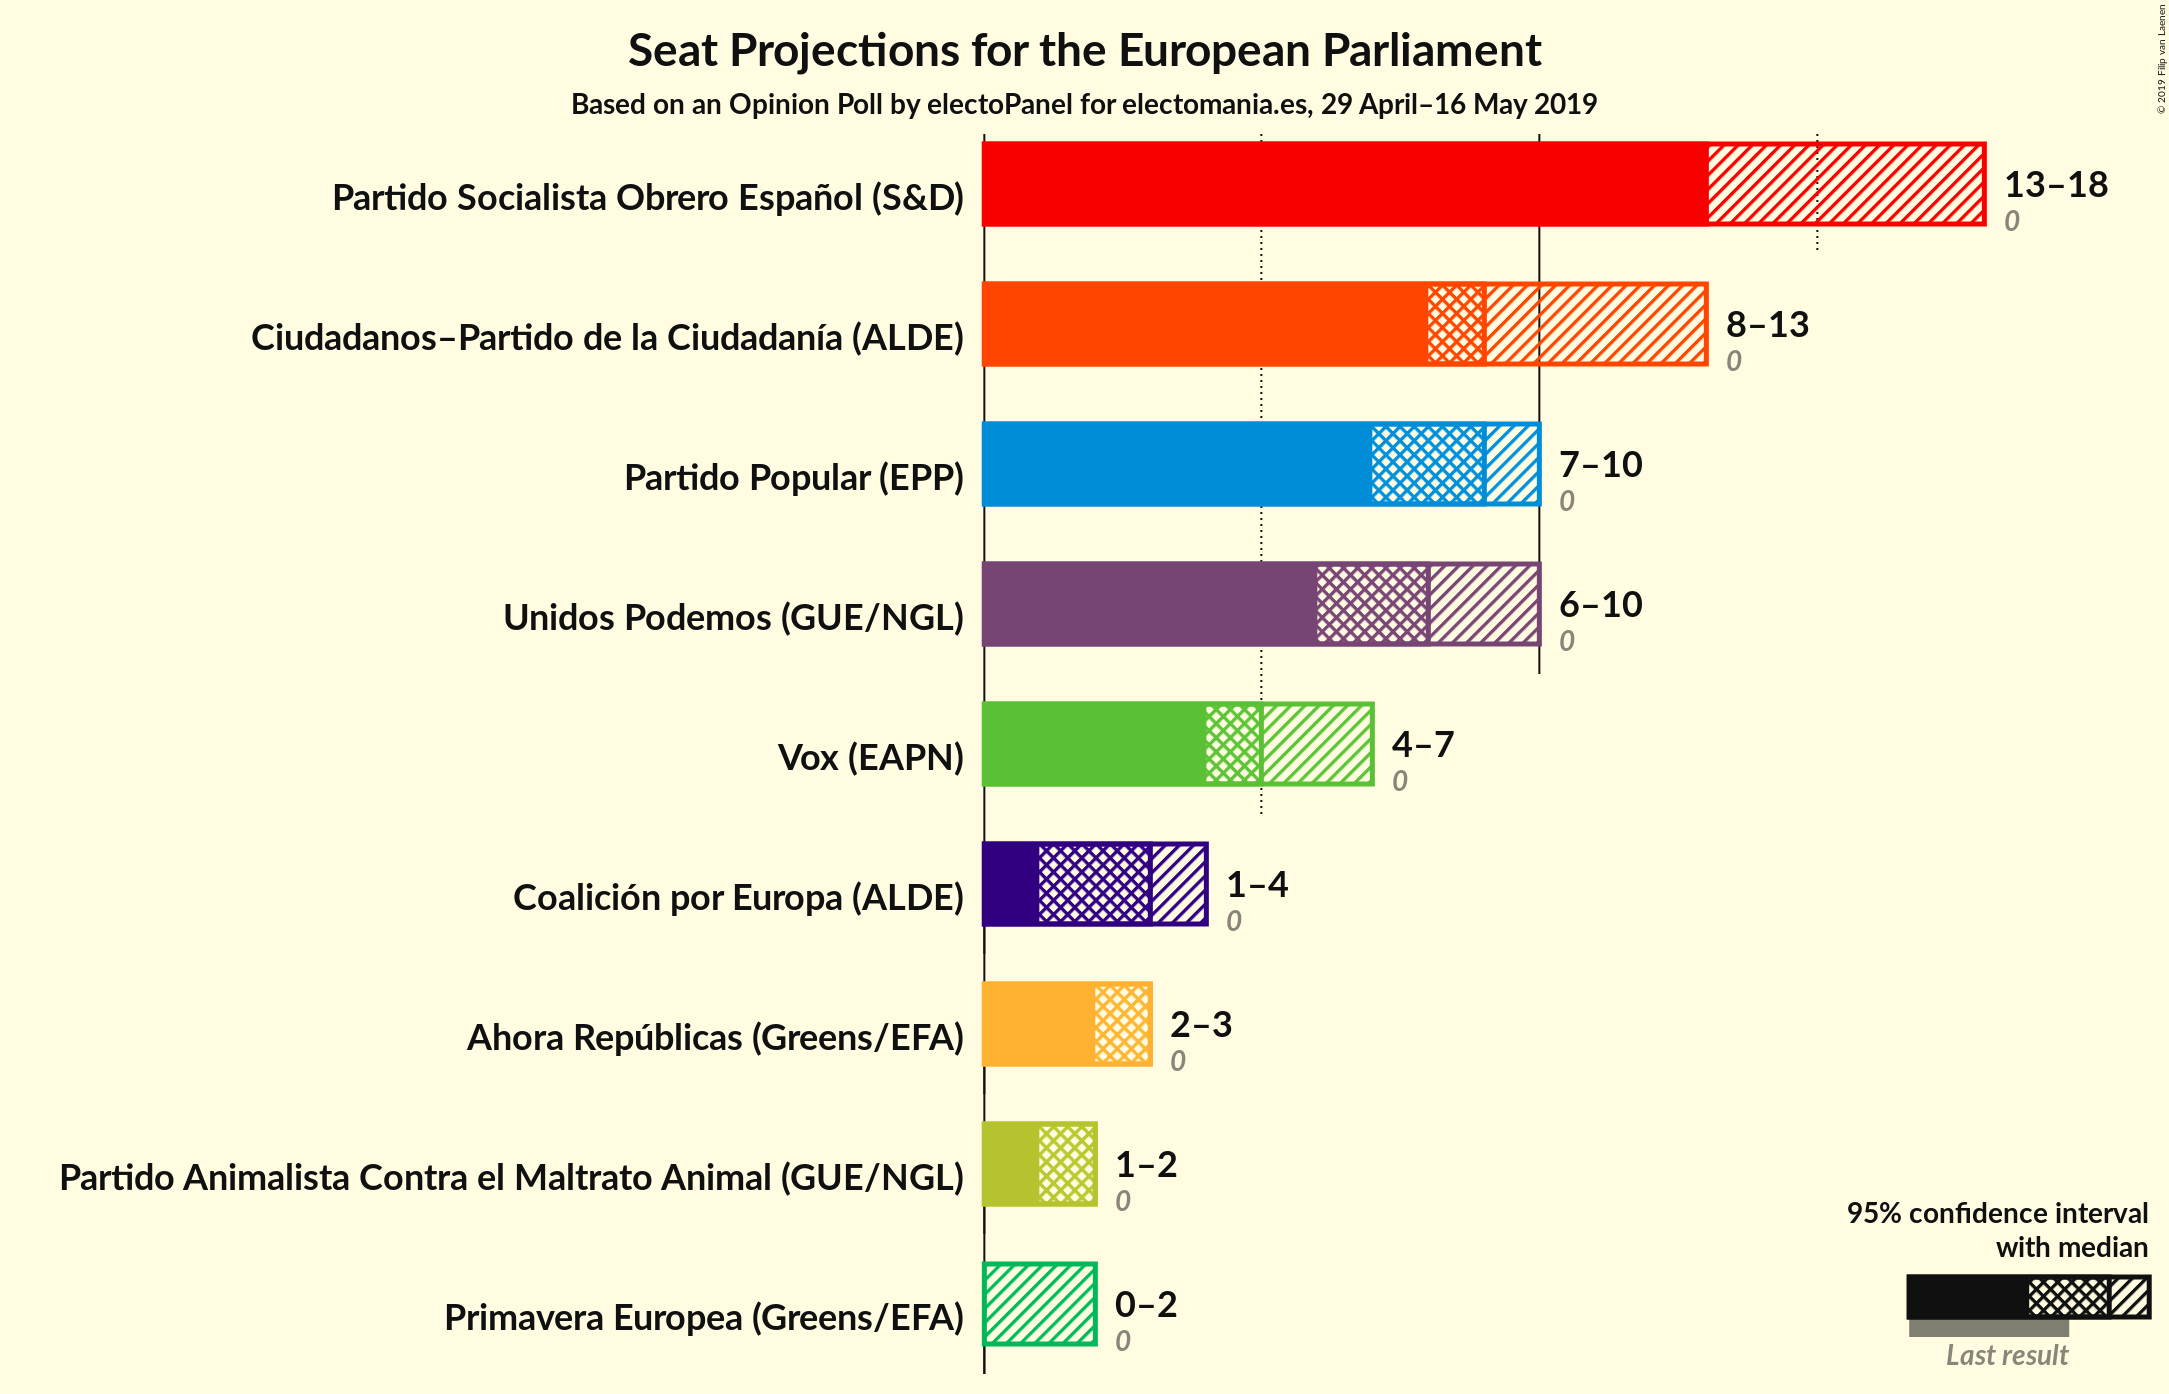 Seat Projections for the European Parliament
Based on an Opinion Poll by electoPanel for electomania.es, 29 April–16 May 2019
© 2019 Filip van Laenen
Partido Socialista Obrero Español (S&D)
13–18
0
Ciudadanos–Partido de la Ciudadanía (ALDE)
8–13
0
Partido Popular (EPP)
7–10
0
Unidos Podemos (GUE/NGL)
6–10
0
Vox (EAPN)
4–7
0
Coalición por Europa (ALDE)
1–4
0
Ahora Repúblicas (Greens/EFA)
2–3
0
Partido Animalista Contra el Maltrato Animal (GUE/NGL)
1–2
0
Primavera Europea (Greens/EFA)
0–2
0
95% confidence interval
with median
Last result